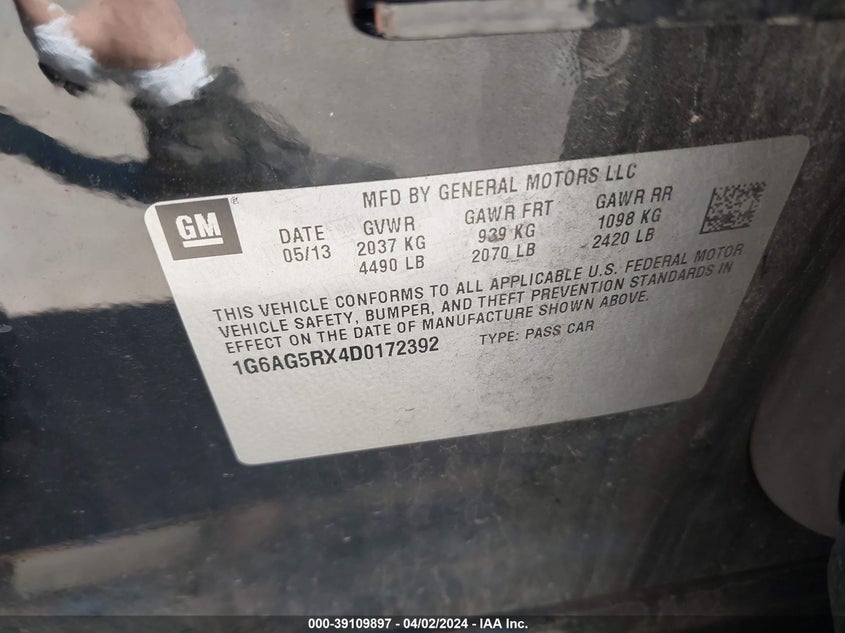 MFD BY GENERAL MOTORS LLC
GM
DATE GVWR GAWR FRT GAWR RR
05/13 2037 KG 939 KG 1098 KG
4490 LB 2070 LB 2420 LB
THIS VEHICLE CONFORMS TO ALL APPLICABLE U.S. FEDERAL MOTOR
VEHICLE SAFETY, BUMPER, AND THEFT PREVENTION STANDARDS IN
EFFECT ON THE DATE OF MANUFACTURE SHOWN ABOVE.
1G6AG5RX4D0172392 TYPE: PASS CAR
000-39109897 - 04/02/2024 - IAA Inc.